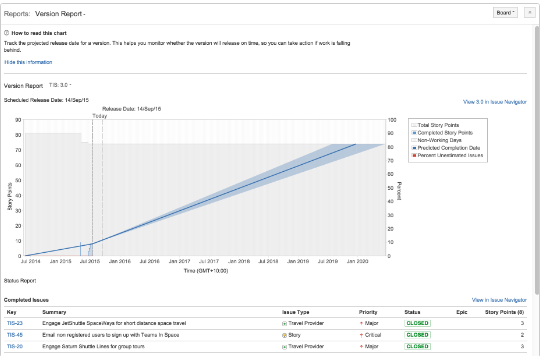 Reports: Version Report
Board
How to read this chart
Track the projected release date for a version. This helps you monitor whether the version will release on time, so you can take action if work is falling
behind.
Hide this information
Version Report TIS: 3.0
Scheduled Release Date: 14/Sep/15
View 3.0 in Issue Navigator
Release Date: 14/Sep/15
Today
90
80
70
60
50
40
30
20
10
0
Story Points
100
90
80
70
60
50
40
30
20
10
0
Percent
Total Story Points
Completed Story Points
Non-Working Days
Predicted Completion Date
Percent Unestimated Issues
Jul 2014 Jan 2015 Jul 2015 Jan 2016 Jul 2016 Jan 2017 Jul 2017 Jan 2018 Jul 2018 Jan 2019 Jul 2019 Jan 2020
Time (GMT+10:00)
Status Report
Completed Issues
View in Issue Navigator
Key Summary Issue Type Priority Status Epic Story Points (8)
TIS-23 Engage JetShuttle SpaceWays for short distance space travel Travel Provider Major CLOSED 3
TIS-45 Email non registered users to sign up with Teams In Space Story Critical CLOSED 2
TIS-20 Engage Saturn Shuttle Lines for group tours Travel Provider Major CLOSED 3